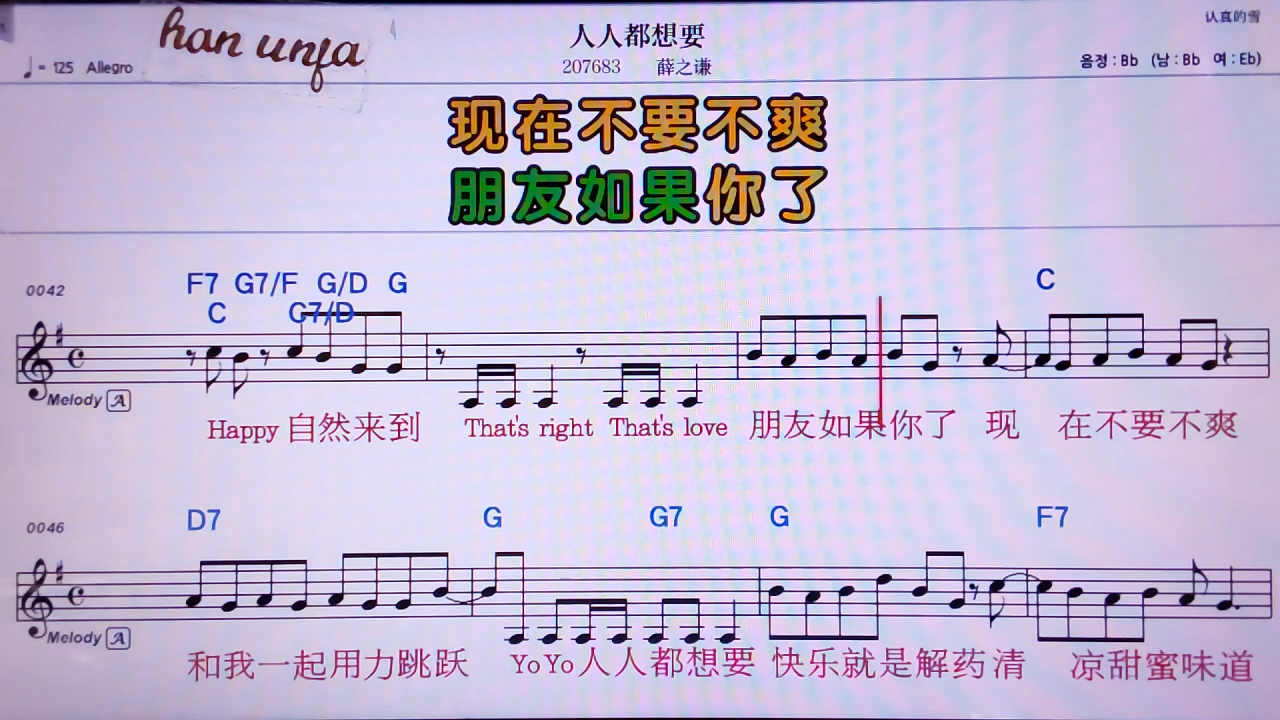 han unfa
认真的雪
人人都想要
♩= 125 Allegro
207683 薛之谦
음정 : Bb (남 : Bb 여 : Eb)
现在不要不爽
朋友如果你了
0042
F7 G7/F G/D G C
C C7/D
Melody A
Happy 自然来到 That's right That's love 朋友如果你了 现 在不要不爽
0046
D7 G G7 G F7
Melody A
和我一起用力跳跃 Yo Yo 人人都想要 快乐就是解药清 凉甜蜜味道